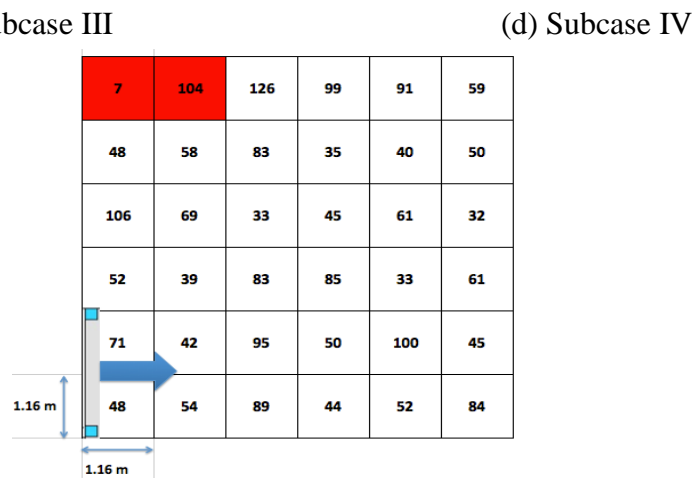 bcase III (d) Subcase IV
7 104 126 99 91 59
48 58 83 35 40 50
106 69 33 45 61 32
52 39 83 85 33 61
71 42 95 50 100 45
1.16 m 48 54 89 44 52 84
1.16 m